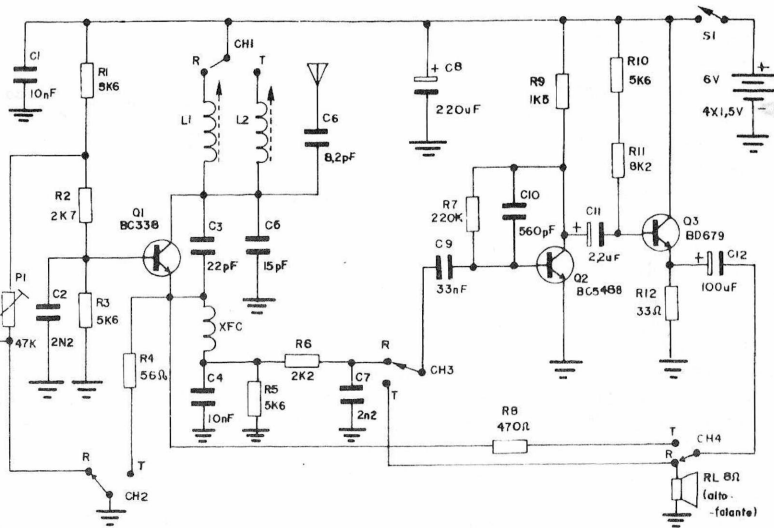 C1
10nF
R1
5K6
R
CH1
T
L1
L2
C6
8,2pF
+
C8
220uF
R9
1K5
R10
5K6
S1
+
6V
4X1,5V
R11
8K2
R2
2K7
Q1
BC338
C3
22pF
C5
15pF
R7
220K
C10
560pF
+
C11
2,2uF
Q3
BD679
P1
47K
C2
2N2
R3
5K6
C9
33nF
Q2
BC548B
R12
33Ω
+
C12
100uF
R4
56Ω
XFC
R6
2K2
R
CH3
T
C4
10nF
R5
5K6
C7
2n2
R8
470Ω
T
R
CH4
R
T
CH2
RL 8Ω
(alto-
-falante)